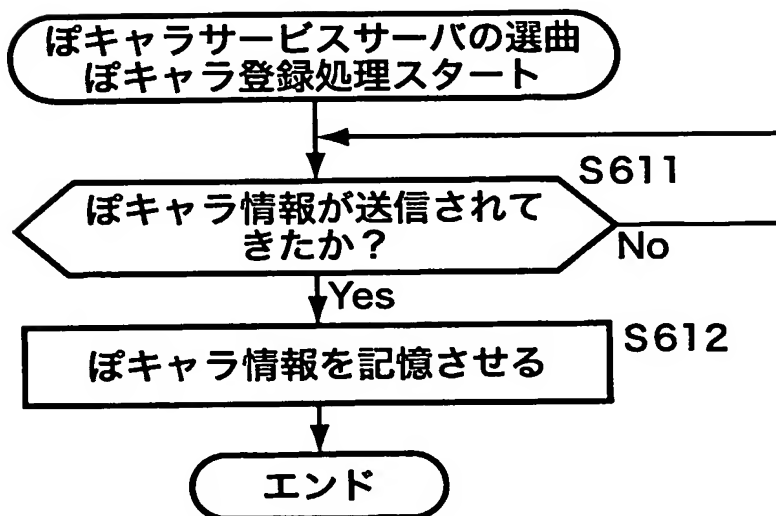 ぽキャラサービスサーバの選曲
ぽキャラ登録処理スタート
S611
ぽキャラ情報が送信されて
きたか？
No
Yes
S612
ぽキャラ情報を記憶させる
エンド